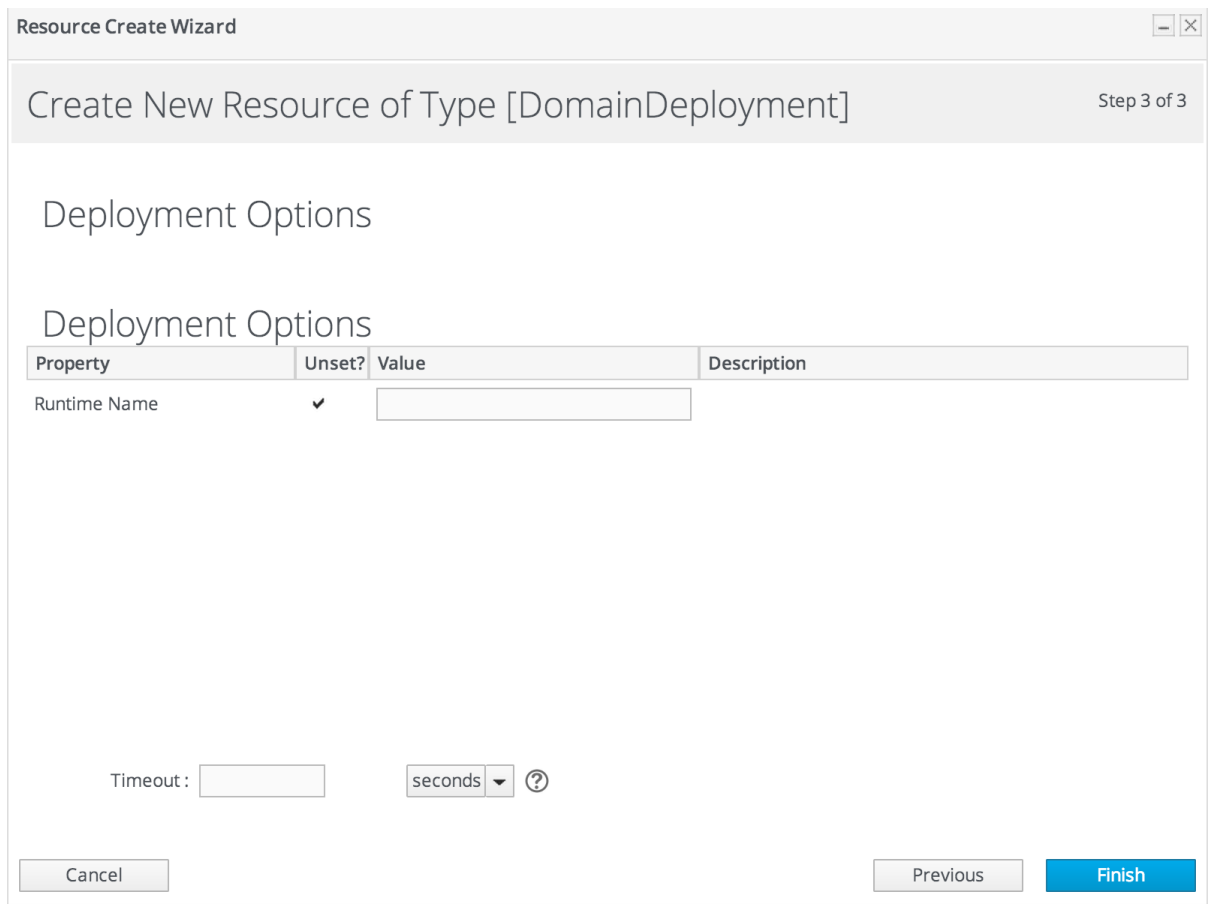 Resource Create Wizard
Create New Resource of Type [DomainDeployment]
Step 3 of 3
Deployment Options
Deployment Options
Property Unset? Value Description
Runtime Name
Timeout : seconds ?
Cancel Previous Finish